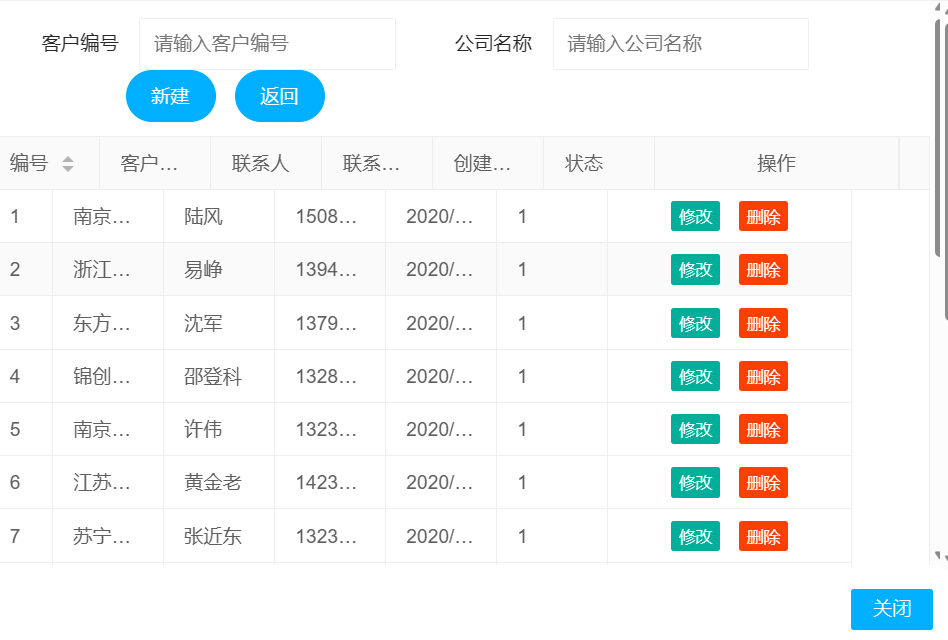 客户编号 请输入客户编号 公司名称 请输入公司名称
新建 返回
编号 客户... 联系人 联系... 创建... 状态 操作
1 南京... 陆风 1508... 2020/... 1 修改 删除
2 浙江... 易峥 1394... 2020/... 1 修改 删除
3 东方... 沈军 1379... 2020/... 1 修改 删除
4 锦创... 邵登科 1328... 2020/... 1 修改 删除
5 南京... 许伟 1323... 2020/... 1 修改 删除
6 江苏... 黄金老 1423... 2020/... 1 修改 删除
7 苏宁... 张近东 1323... 2020/... 1 修改 删除
关闭